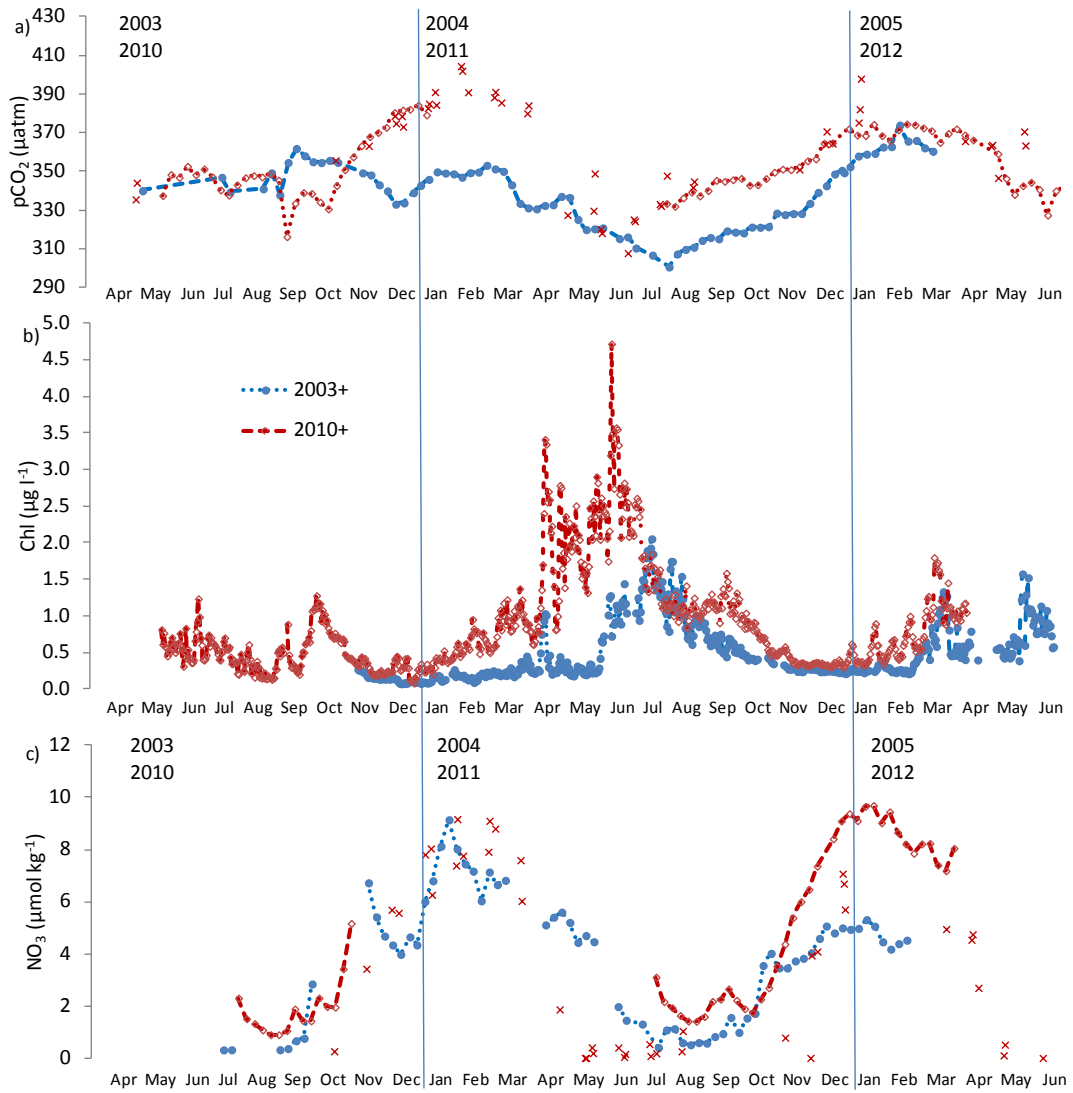 a)
2003 2004 2005
2010 2011 2012
430
410
390
370
350
330
310
290
pCO2 (µatm)
Apr May Jun Jul Aug Sep Oct Nov Dec Jan Feb Mar Apr May Jun Jul Aug Sep Oct Nov Dec Jan Feb Mar Apr May Jun
b)
5.0
4.5
4.0
3.5
3.0
2.5
2.0
1.5
1.0
0.5
0.0
Chl (µg l-1)
2003+
2010+
Apr May Jun Jul Aug Sep Oct Nov Dec Jan Feb Mar Apr May Jun Jul Aug Sep Oct Nov Dec Jan Feb Mar Apr May Jun
c)
2003 2004 2005
2010 2011 2012
12
10
8
6
4
2
0
NO3 (µmol kg-1)
Apr May Jun Jul Aug Sep Oct Nov Dec Jan Feb Mar Apr May Jun Jul Aug Sep Oct Nov Dec Jan Feb Mar Apr May Jun